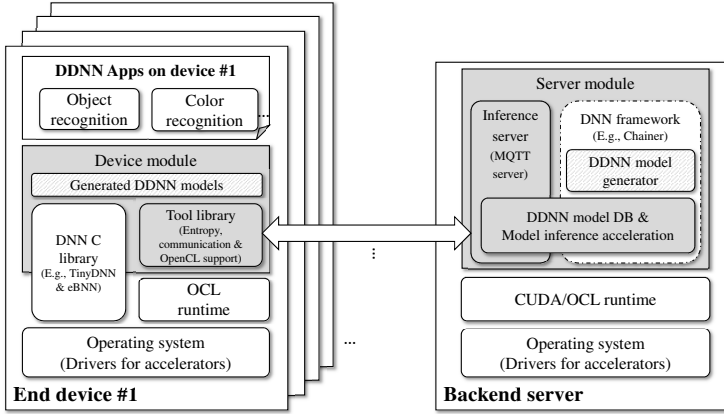 DDNN Apps on device #1
Object
recognition
Color
recognition
...
Device module
Generated DDNN models
DNN C
library
(E.g., TinyDNN
& eBNN)
Tool library
(Entropy,
communication &
OpenCL support)
OCL
runtime
Operating system
(Drivers for accelerators)
End device #1
...
...
Server module
Inference
server
(MQTT
server)
DNN framework
(E.g., Chainer)
DDNN model
generator
DDNN model DB &
Model inference acceleration
CUDA/OCL runtime
Operating system
(Drivers for accelerators)
Backend server